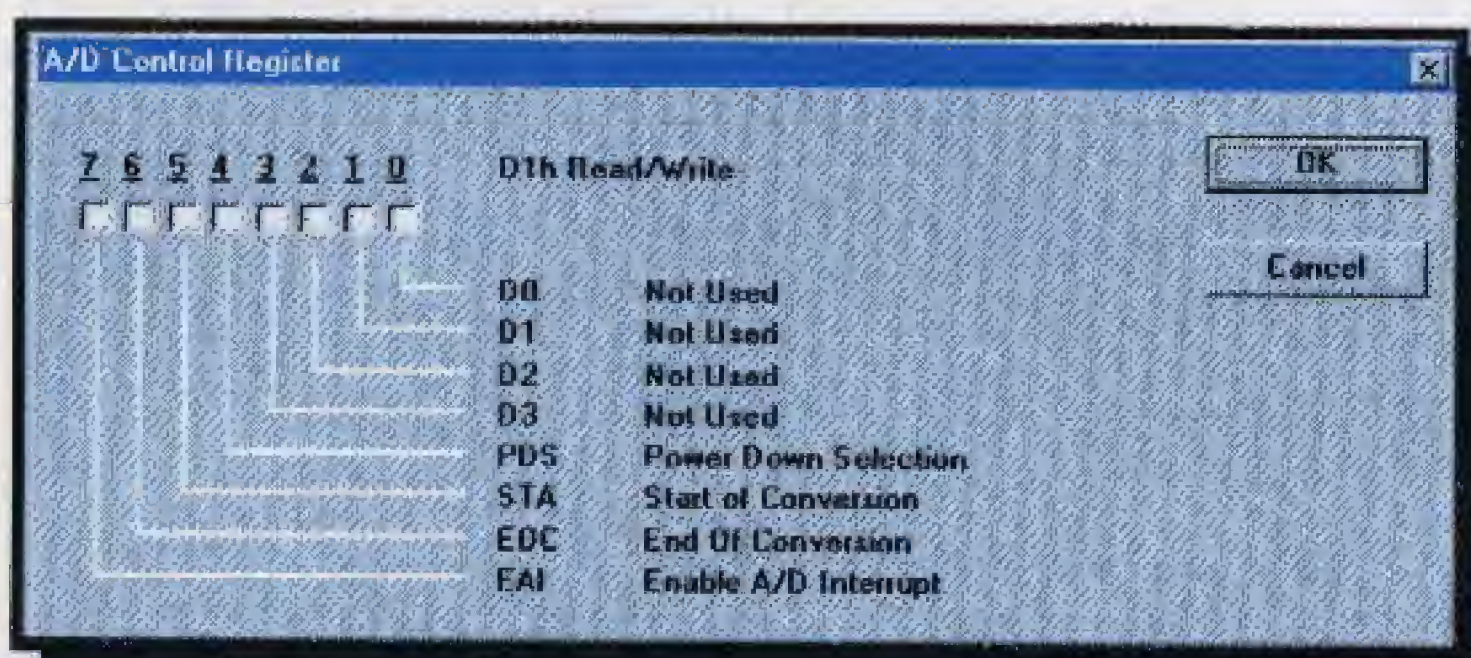 A/D Control Register
7 6 5 4 3 2 1 0
D1h Read/Write
OK
Cancel
D0 Not Used
D1 Not Used
D2 Not Used
D3 Not Used
PDS Power Down Selection
STA Start of Conversion
EOC End Of Conversion
EAI Enable A/D Interrupt